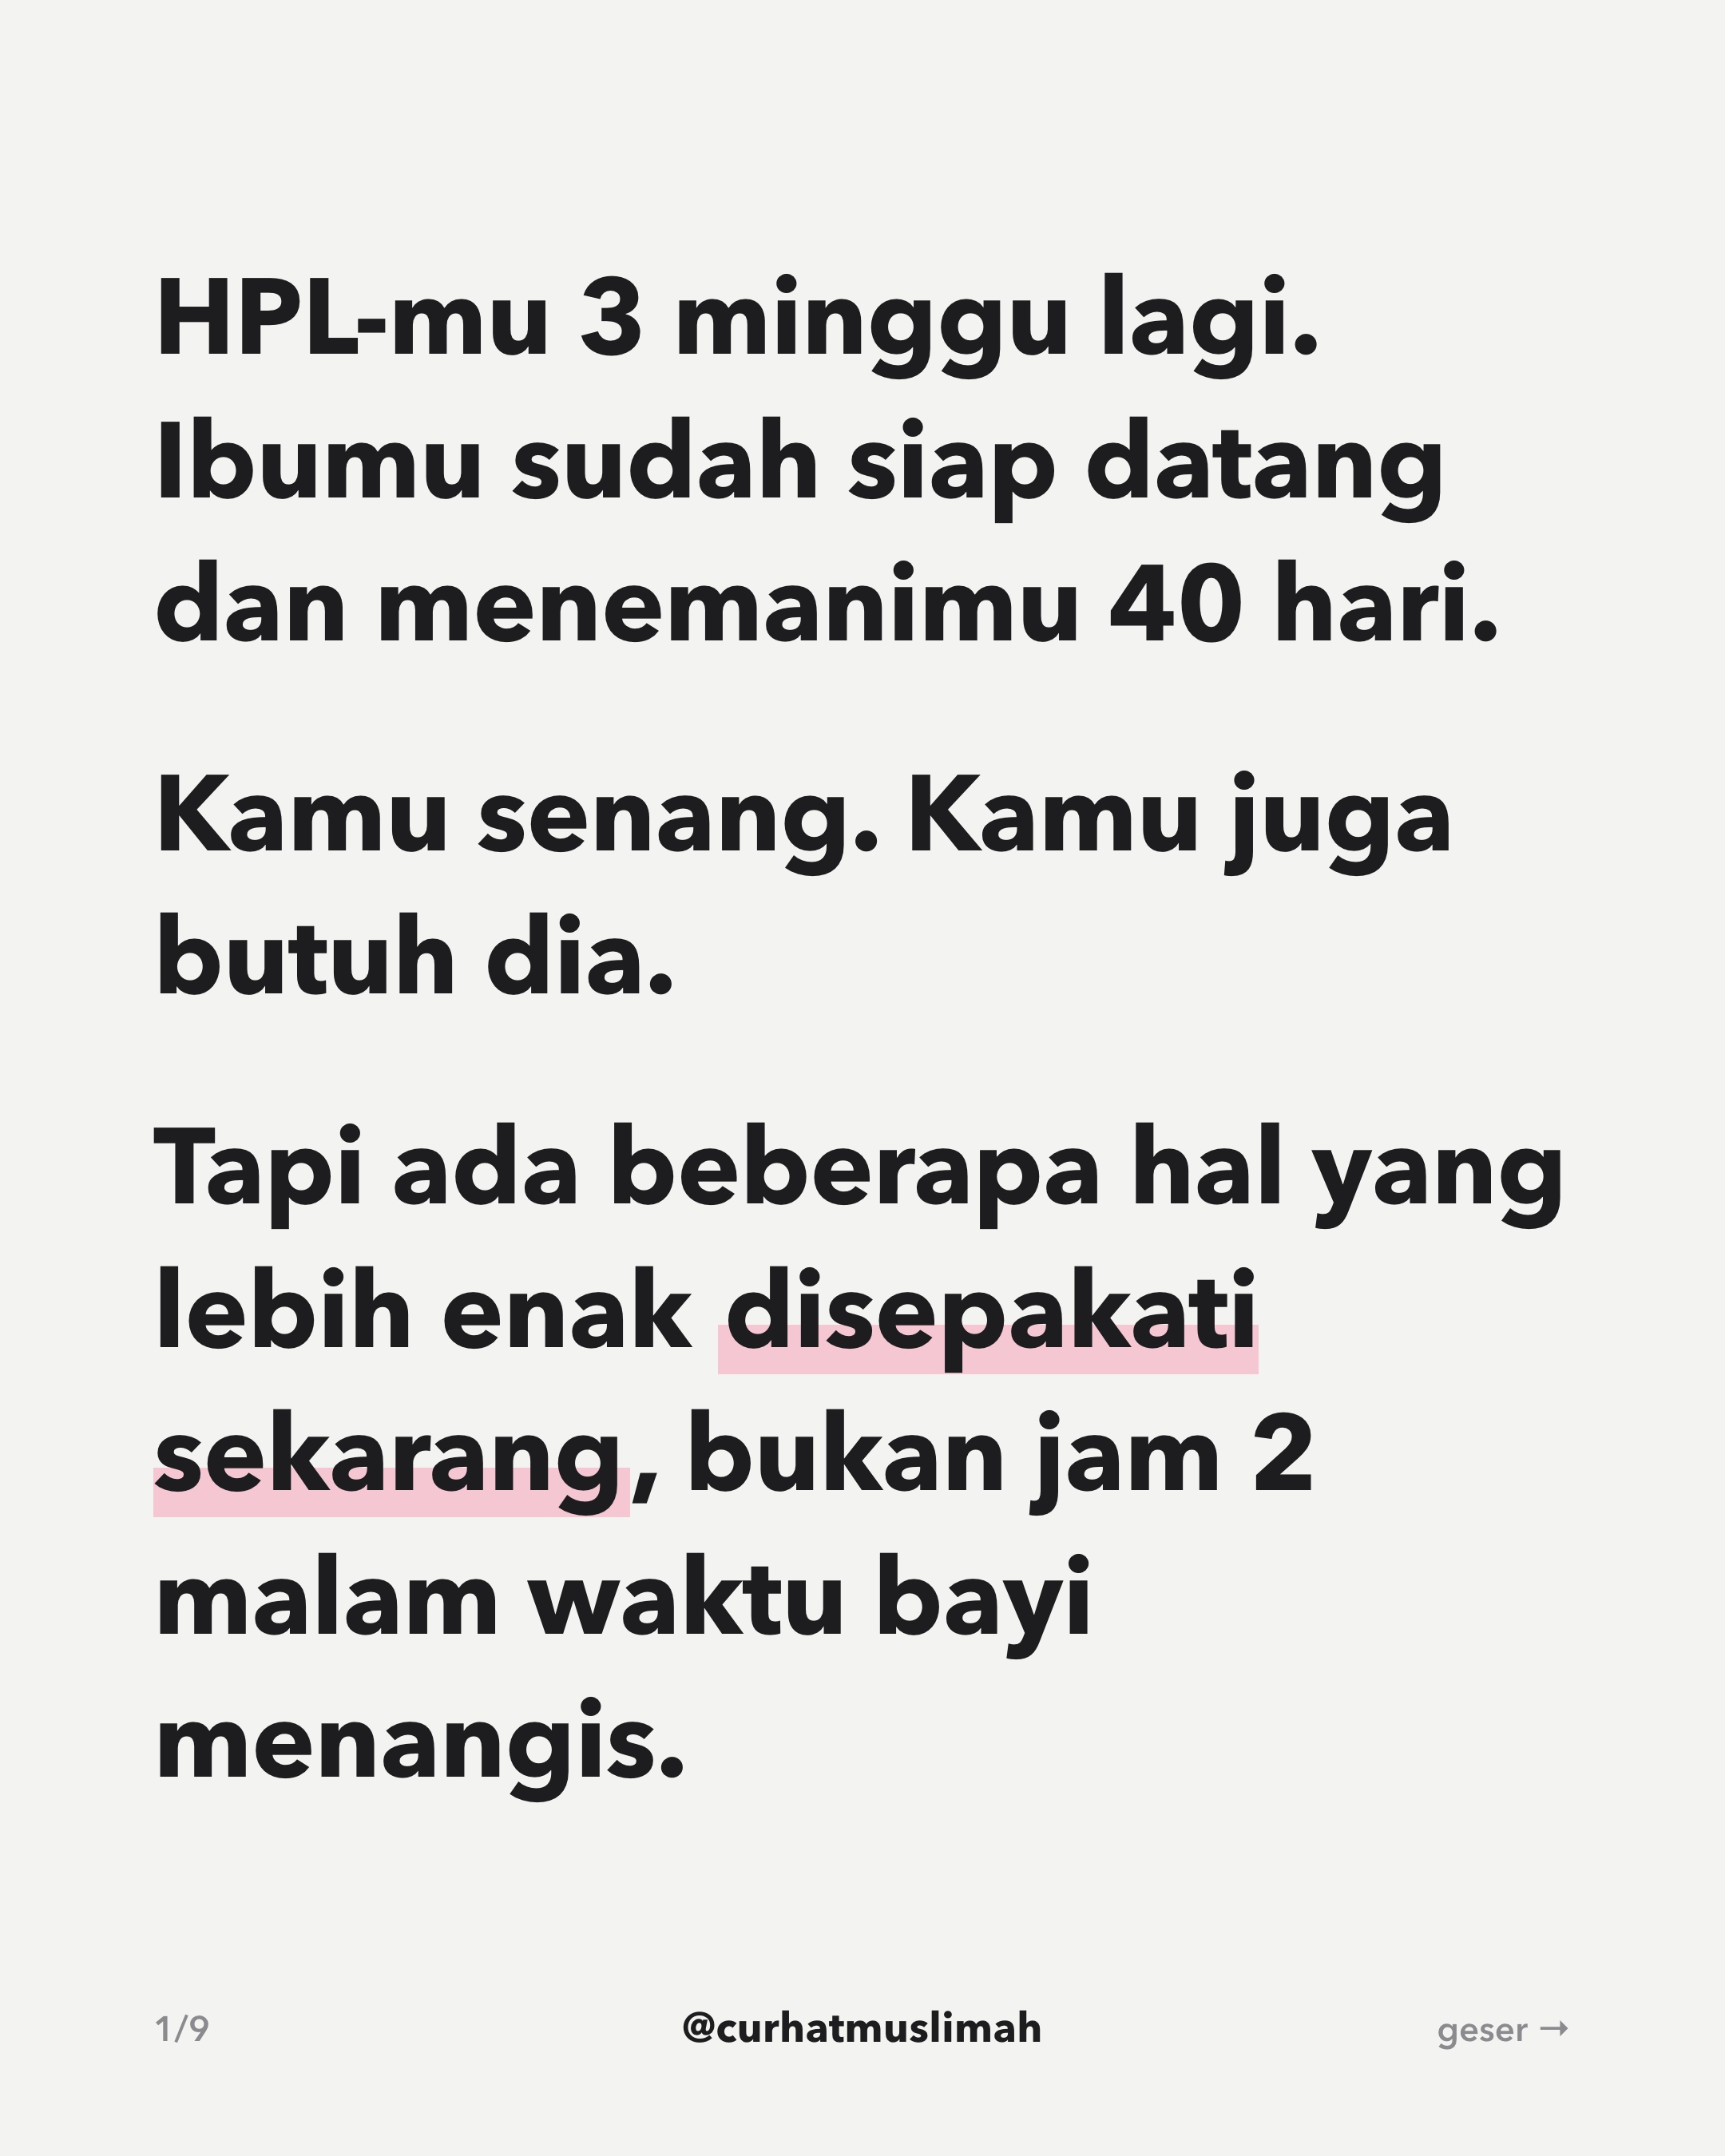 HPL-mu 3 minggu lagi.
Ibumu sudah siap datang
dan menemanimu 40 hari.
Kamu senang. Kamu juga
butuh dia.
Tapi ada beberapa hal yang
lebih enak disepakati
sekarang, bukan jam 2
malam waktu bayi
menangis.
1/9 @curhatmuslimah geser →